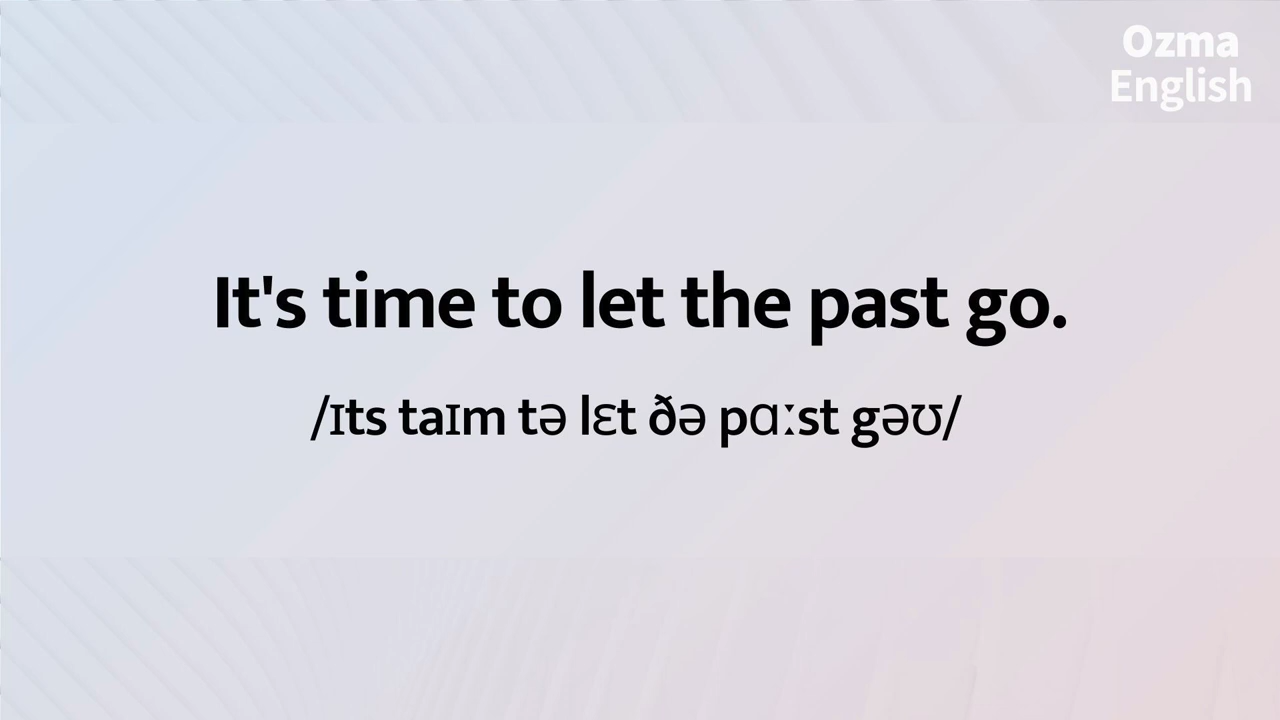 Ozma
English
It's time to let the past go.
/ɪts taɪm tə lɛt ðə pɑːst gəʊ/